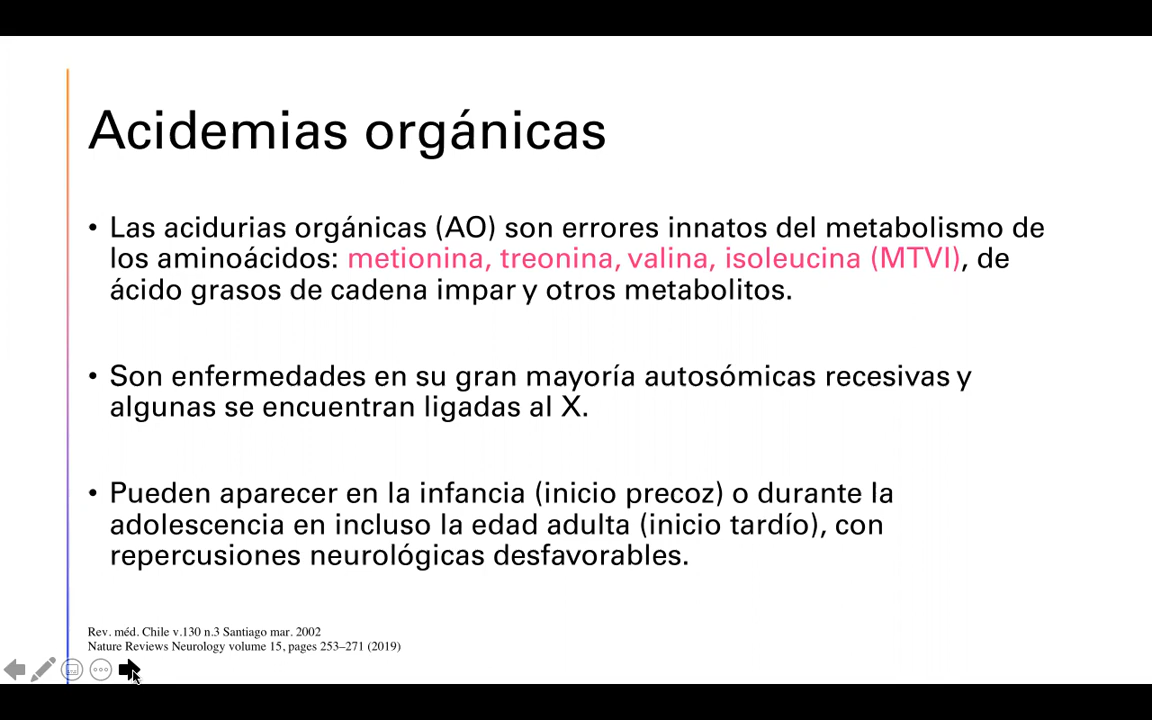 Acidemias orgánicas
• Las acidurias orgánicas (AO) son errores innatos del metabolismo de
los aminoácidos: metionina, treonina, valina, isoleucina (MTVI), de
ácido grasos de cadena impar y otros metabolitos.
• Son enfermedades en su gran mayoría autosómicas recesivas y
algunas se encuentran ligadas al X.
• Pueden aparecer en la infancia (inicio precoz) o durante la
adolescencia en incluso la edad adulta (inicio tardío), con
repercusiones neurológicas desfavorables.
Rev. méd. Chile v.130 n.3 Santiago mar. 2002
Nature Reviews Neurology volume 15, pages 253–271 (2019)